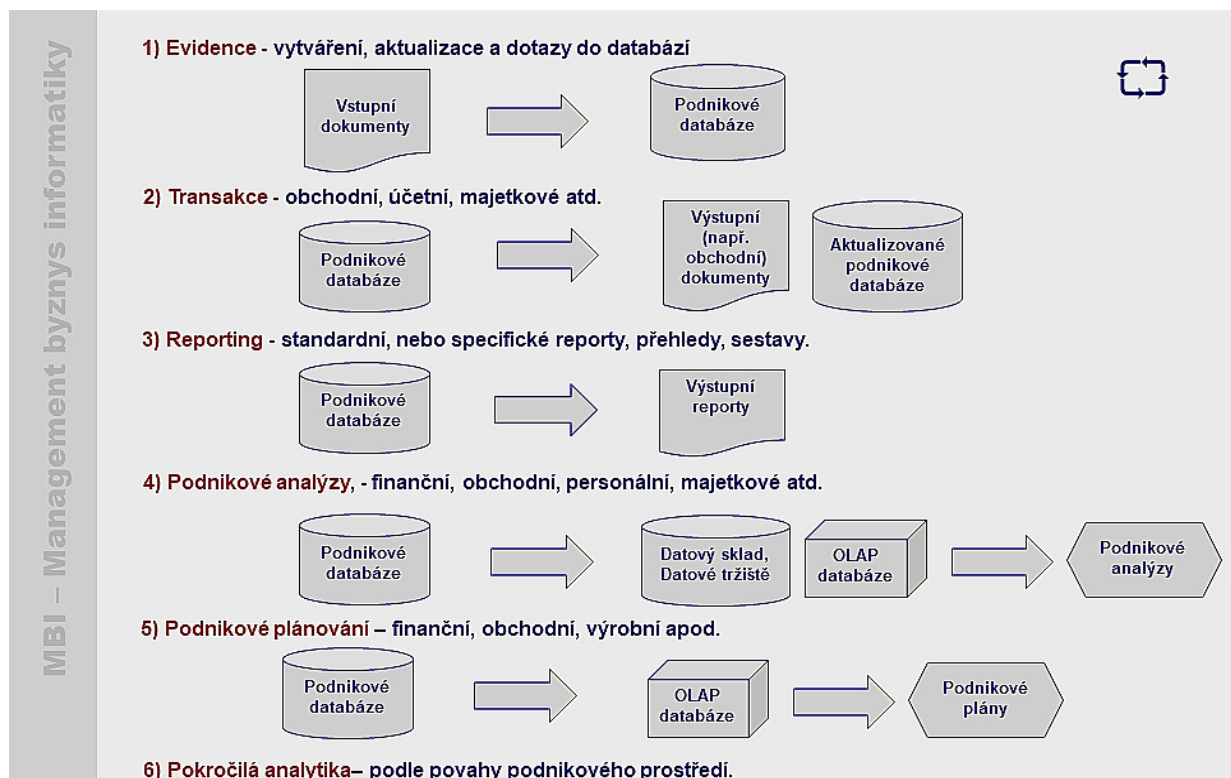 MBI – Management byznys informatiky
1) Evidence - vytváření, aktualizace a dotazy do databází
Vstupní
dokumenty
Podnikové
databáze
2) Transakce - obchodní, účetní, majetkové atd.
Podnikové
databáze
Výstupní
(např.
obchodní)
dokumenty
Aktualizované
podnikové
databáze
3) Reporting - standardní, nebo specifické reporty, přehledy, sestavy.
Podnikové
databáze
Výstupní
reporty
4) Podnikové analýzy, - finanční, obchodní, personální, majetkové atd.
Podnikové
databáze
Datový sklad,
Datové tržiště
OLAP
databáze
Podnikové
analýzy
5) Podnikové plánování – finanční, obchodní, výrobní apod.
Podnikové
databáze
OLAP
databáze
Podnikové
plány
6) Pokročilá analytika– podle povahy podnikového prostředí.